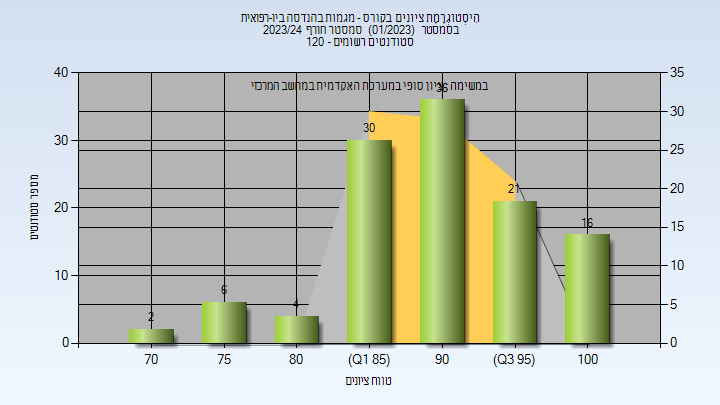 היסטוגרמת ציונים בקורס - מגמות בהנדסה ביו-רפואית
בסמסטר (01/2023) סמסטר חורף 2023/24
סטודנטים רשומים - 120
במשימה ציון סופי במערכת האקדמית במחשב המרכזי
40 35
30 30
25
20 20
15
10 10
5
0 0
מספר סטודנטים
2 6 4 30 36 21 16
70 75 80 (Q1 85) 90 (Q3 95) 100
טווח ציונים